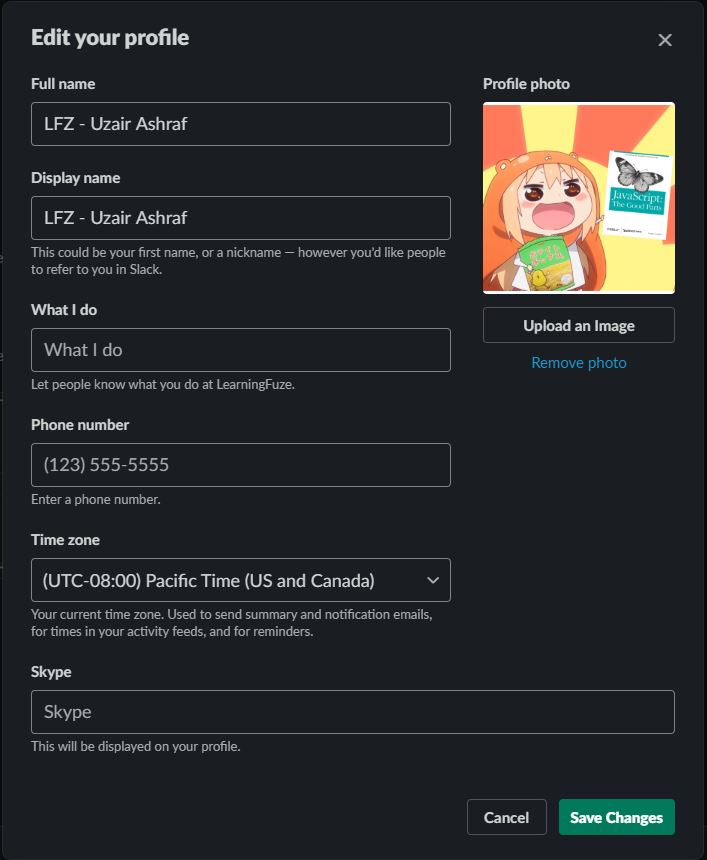 Edit your profile
Full name
LFZ - Uzair Ashraf
Display name
LFZ - Uzair Ashraf
This could be your first name, or a nickname — however you'd like people
to refer to you in Slack.
What I do
What I do
Let people know what you do at LearningFuze.
Phone number
(123) 555-5555
Enter a phone number.
Time zone
(UTC-08:00) Pacific Time (US and Canada)
Your current time zone. Used to send summary and notification emails,
for times in your activity feeds, and for reminders.
Skype
Skype
This will be displayed on your profile.
Profile photo
JavaScript:
The Good Parts
Upload an Image
Remove photo
Cancel
Save Changes